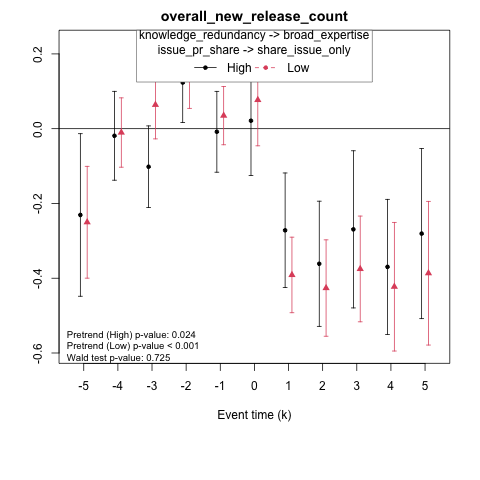 overall_new_release_count
knowledge_redundancy -> broad_expertise
issue_pr_share -> share_issue_only
High Low
0.2
0.0
-0.2
-0.4
-0.6
Pretrend (High) p-value: 0.024
Pretrend (Low) p-value < 0.001
Wald test p-value: 0.725
-5 -4 -3 -2 -1 0 1 2 3 4 5
Event time (k)